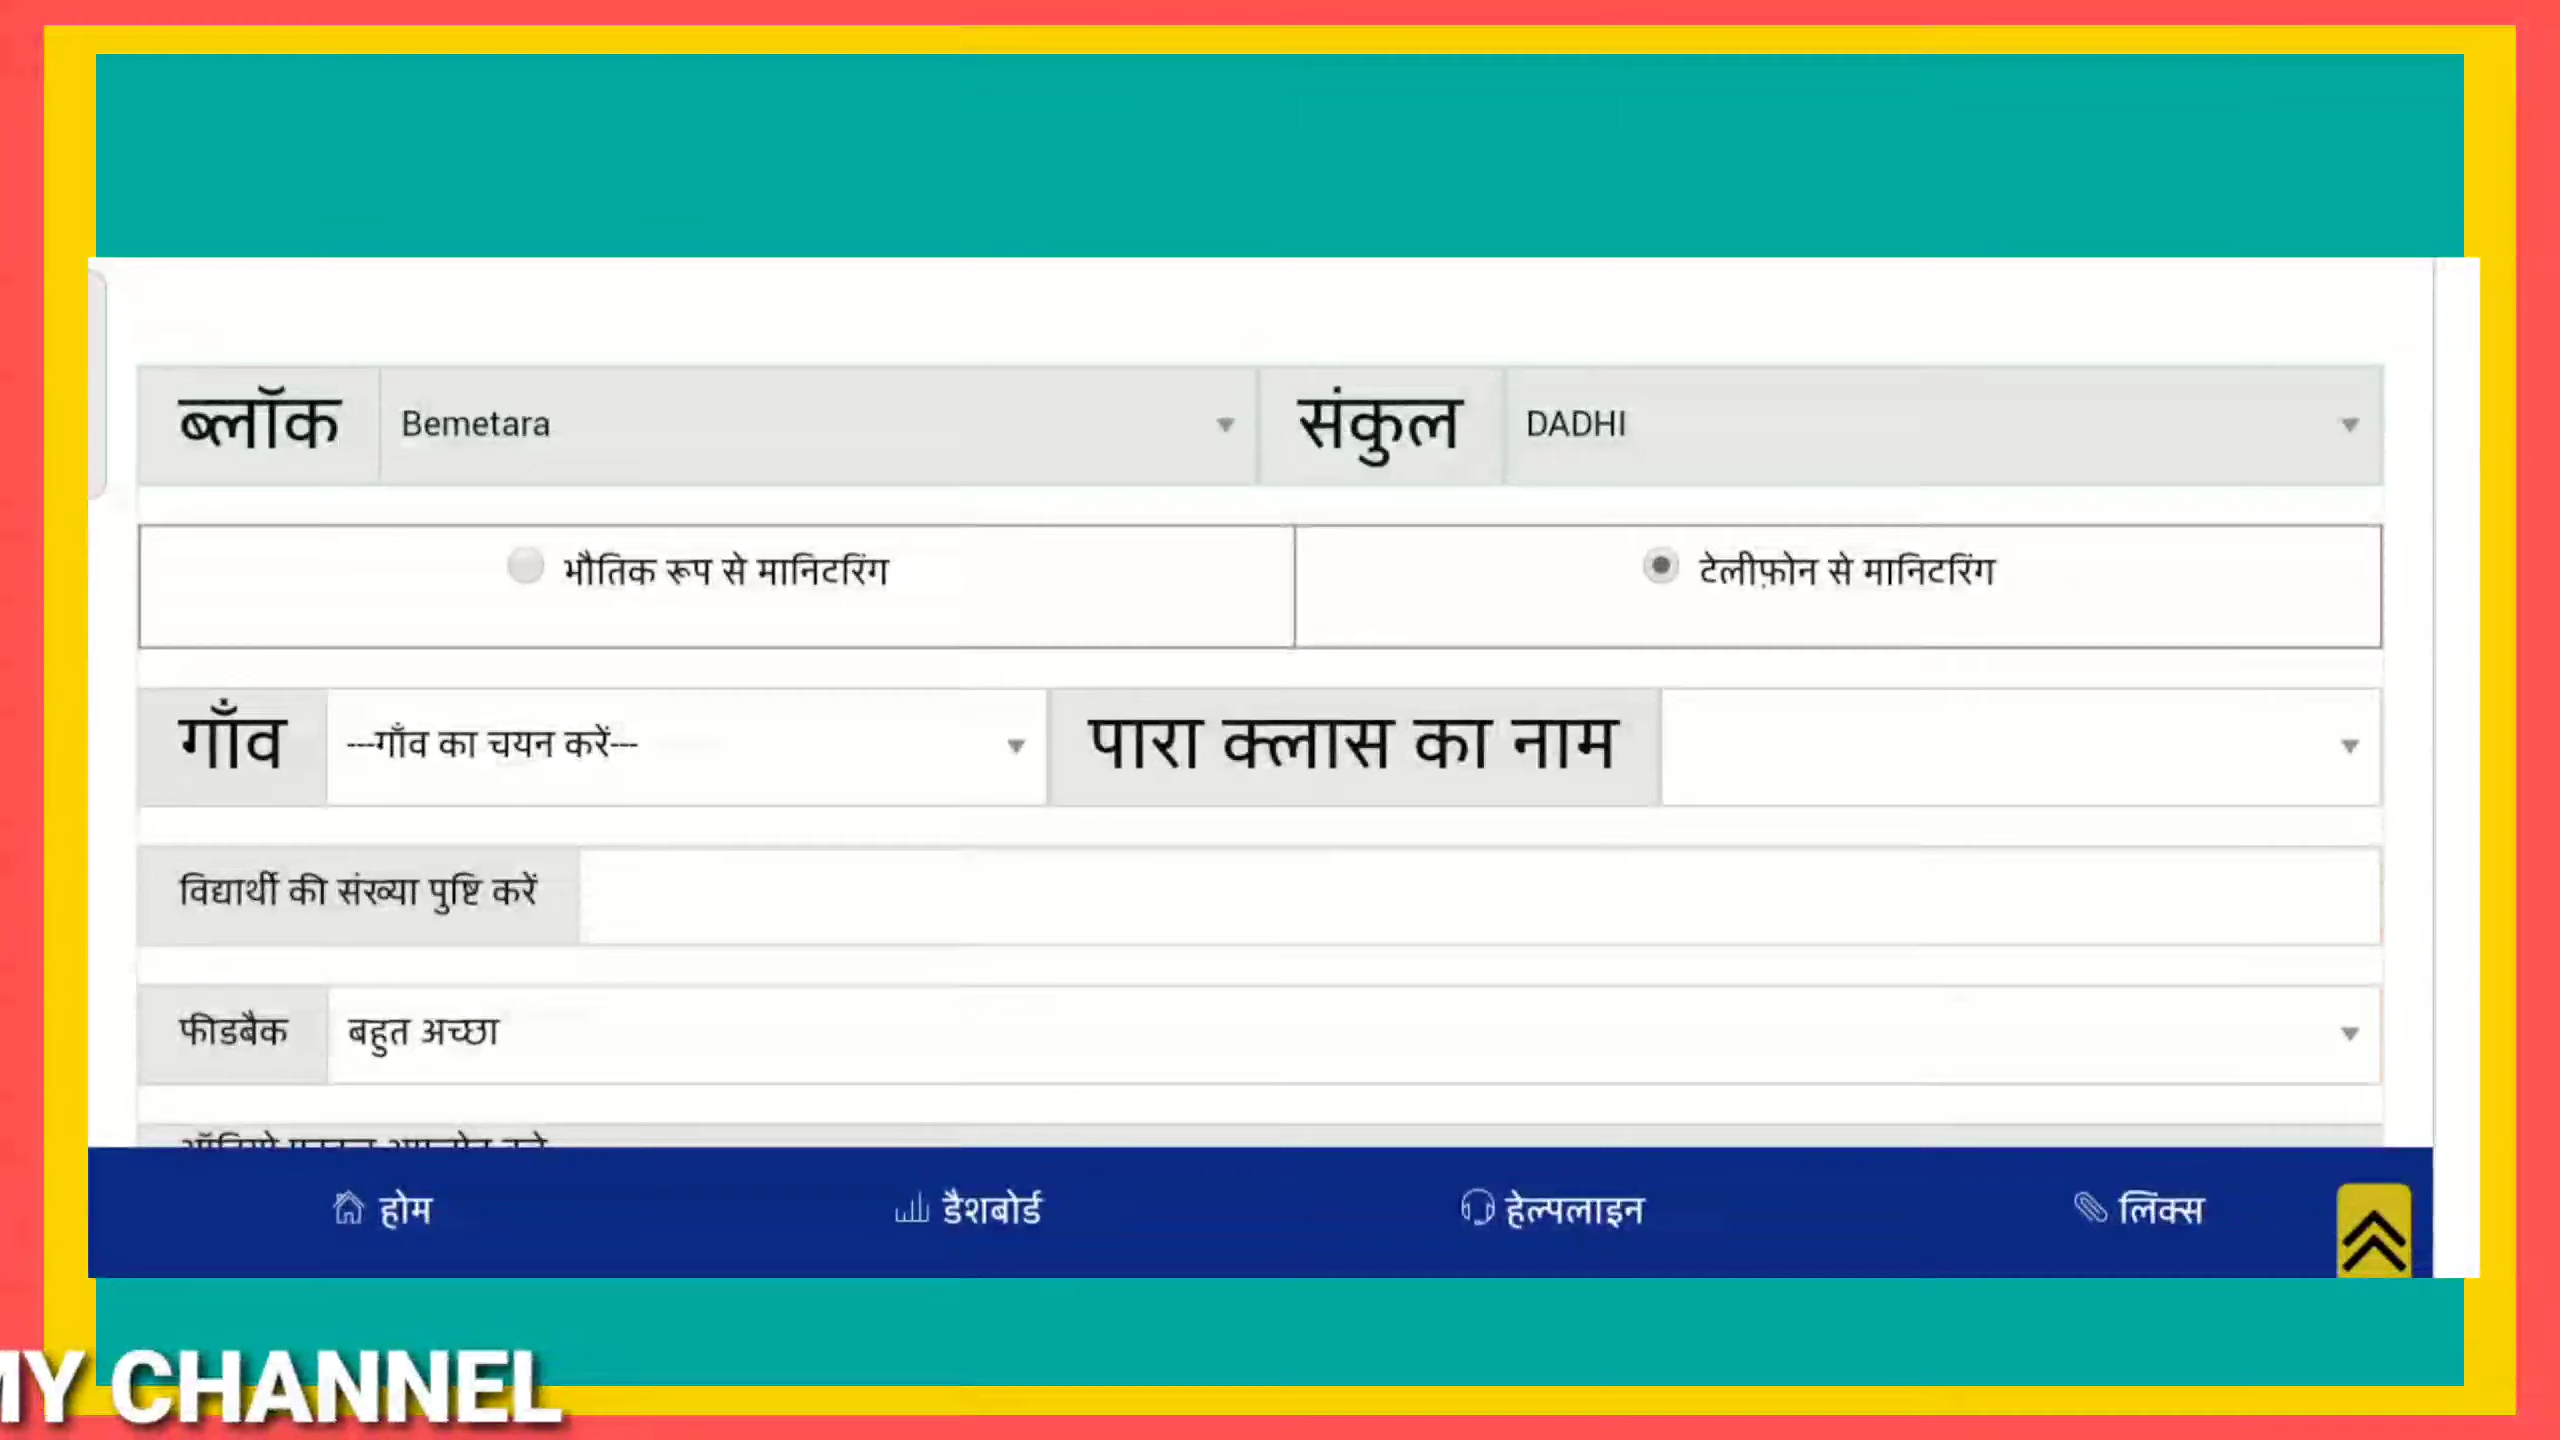 ब्लॉक Bemetara संकुल DADHI
भौतिक रूप से मानिटरिंग टेलीफ़ोन से मानिटरिंग
गाँव ---गाँव का चयन करें--- पारा क्लास का नाम
विद्यार्थी की संख्या पुष्टि करें
फीडबैक बहुत अच्छा
होम डैशबोर्ड हेल्पलाइन लिंक्स
MY CHANNEL